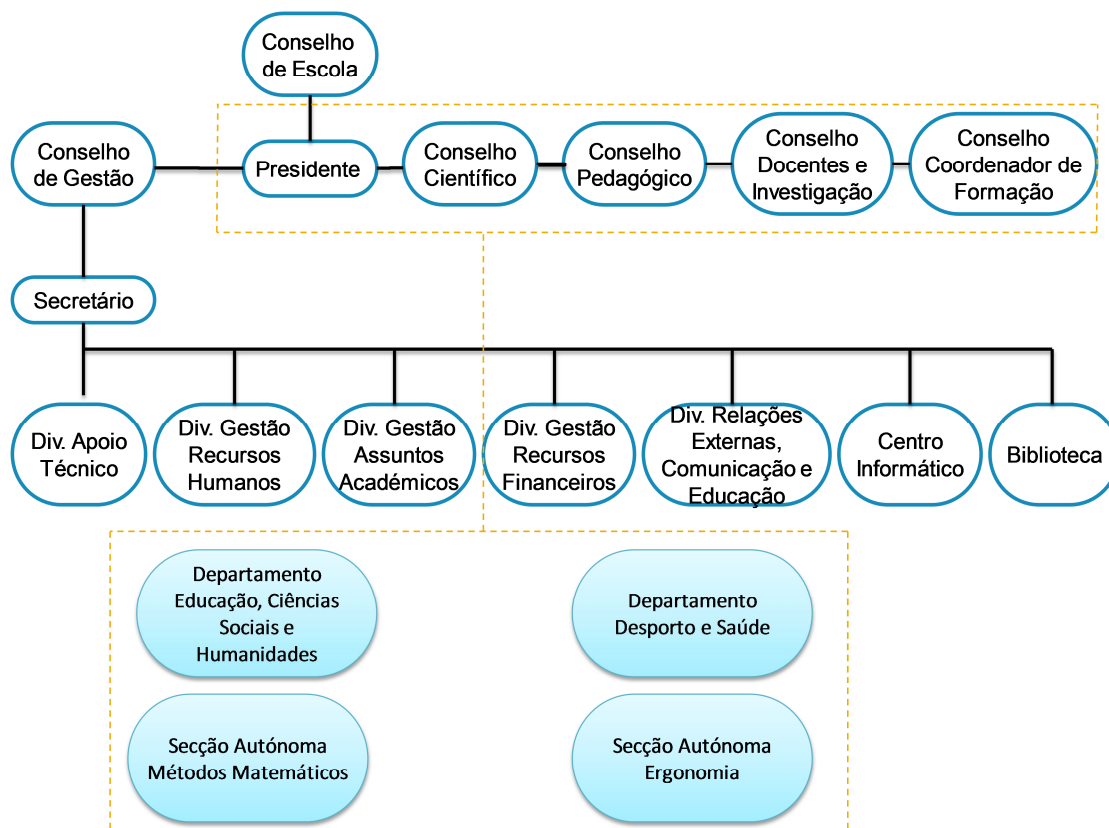 Conselho
de Escola
Conselho
de Gestão
Presidente
Conselho
Científico
Conselho
Pedagógico
Conselho
Docentes e
Investigação
Conselho
Coordenador de
Formação
Secretário
Div. Apoio
Técnico
Div. Gestão
Recursos
Humanos
Div. Gestão
Assuntos
Académicos
Div. Gestão
Recursos
Financeiros
Div. Relações
Externas,
Comunicação e
Educação
Centro
Informático
Biblioteca
Departamento
Educação, Ciências
Sociais e
Humanidades
Departamento
Desporto e Saúde
Secção Autónoma
Métodos Matemáticos
Secção Autónoma
Ergonomia